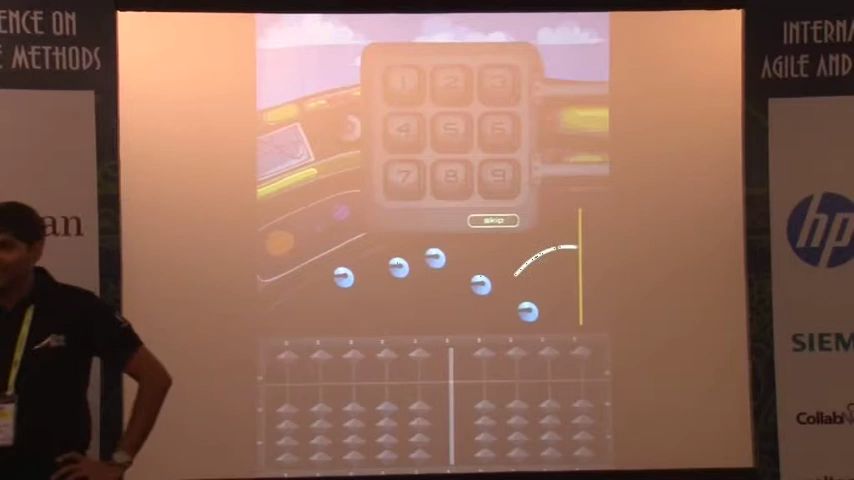 ENCE ON
E METHODS
INTERNA
AGILE AND
1 2 3
4 5 6
7 8 9
skip
an
hp
SIEM
Collab